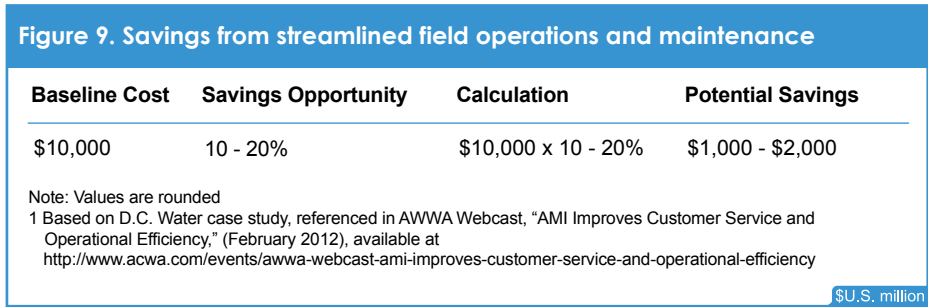 Figure 9. Savings from streamlined field operations and maintenance
Baseline Cost Savings Opportunity Calculation Potential Savings
$10,000 10 - 20% $10,000 x 10 - 20% $1,000 - $2,000
Note: Values are rounded
1 Based on D.C. Water case study, referenced in AWWA Webcast, “AMI Improves Customer Service and
Operational Efficiency,” (February 2012), available at
http://www.acwa.com/events/awwa-webcast-ami-improves-customer-service-and-operational-efficiency
$U.S. million